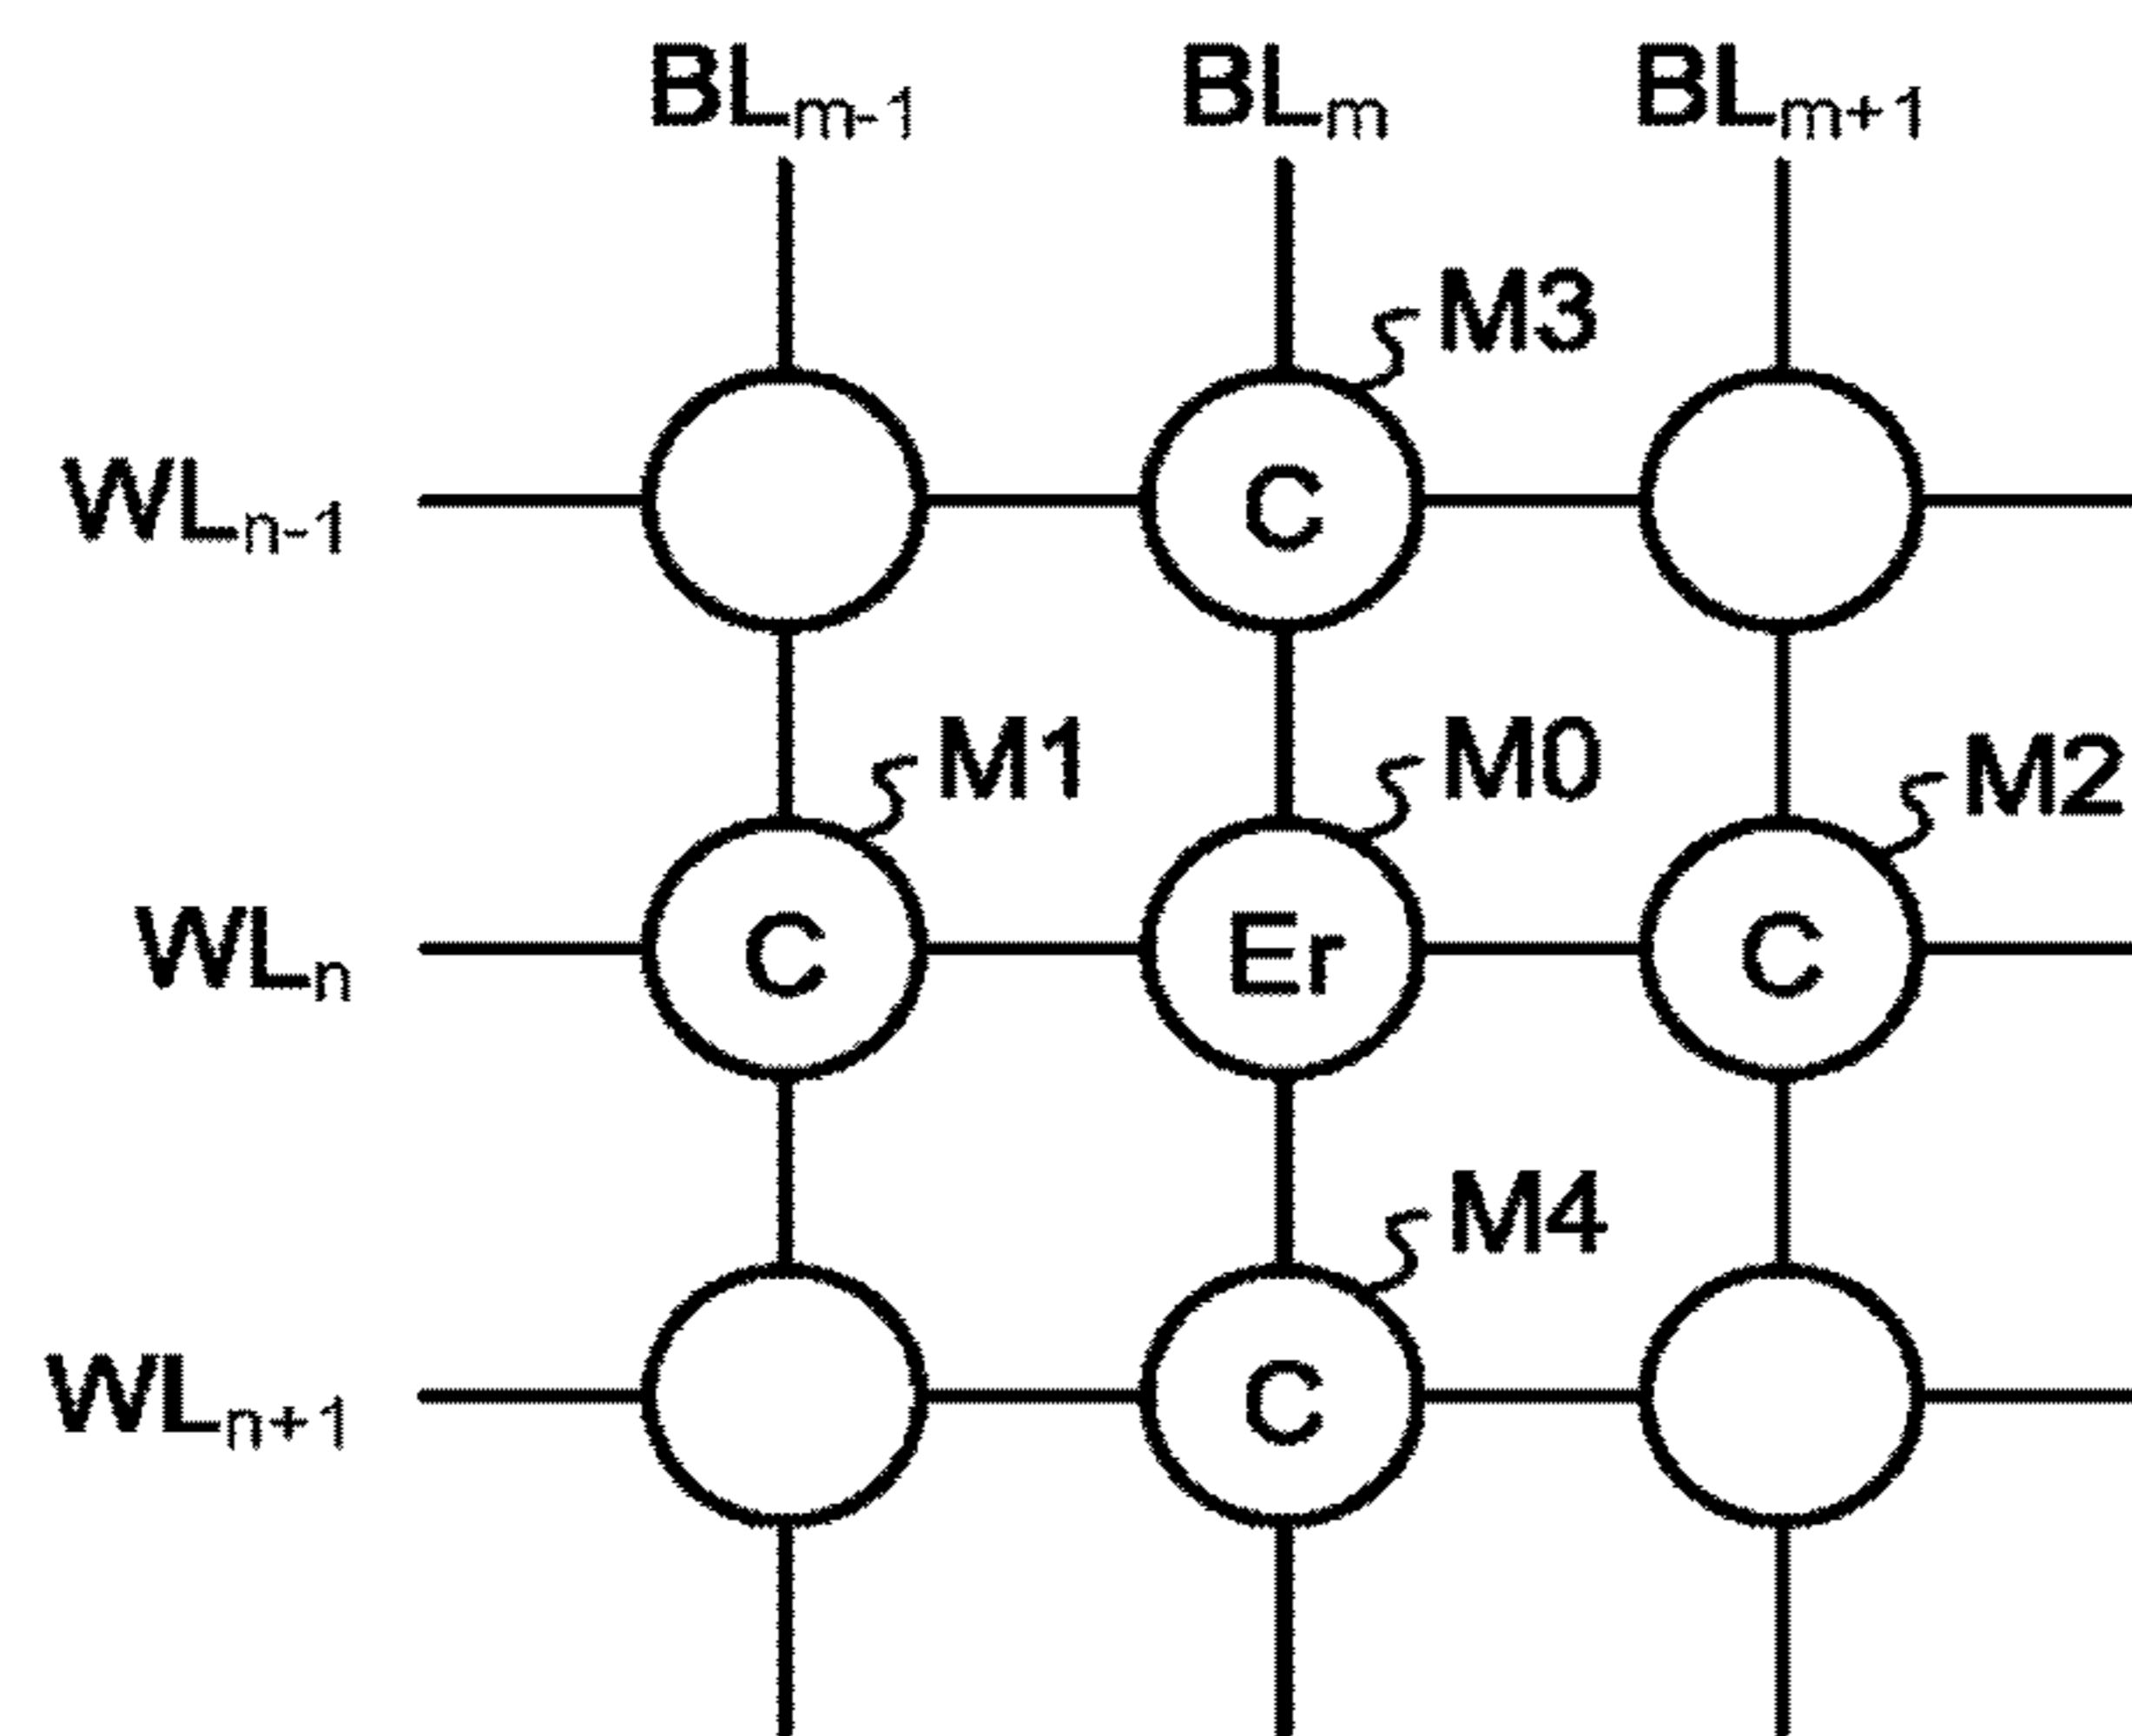 BLm-1 BLm BLm+1
M3
WLn-1 C
M1 M0 M2
WLn C Er C
M4
WLn+1 C